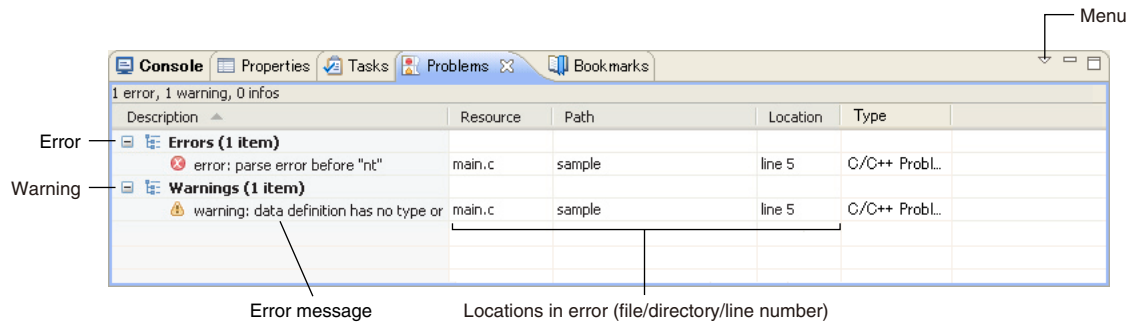 Menu
Console Properties Tasks Problems Bookmarks
1 error, 1 warning, 0 infos
Description Resource Path Location Type
Error
Errors (1 item)
error: parse error before "nt" main.c sample line 5 C/C++ Probl...
Warning
Warnings (1 item)
warning: data definition has no type or main.c sample line 5 C/C++ Probl...
Error message
Locations in error (file/directory/line number)